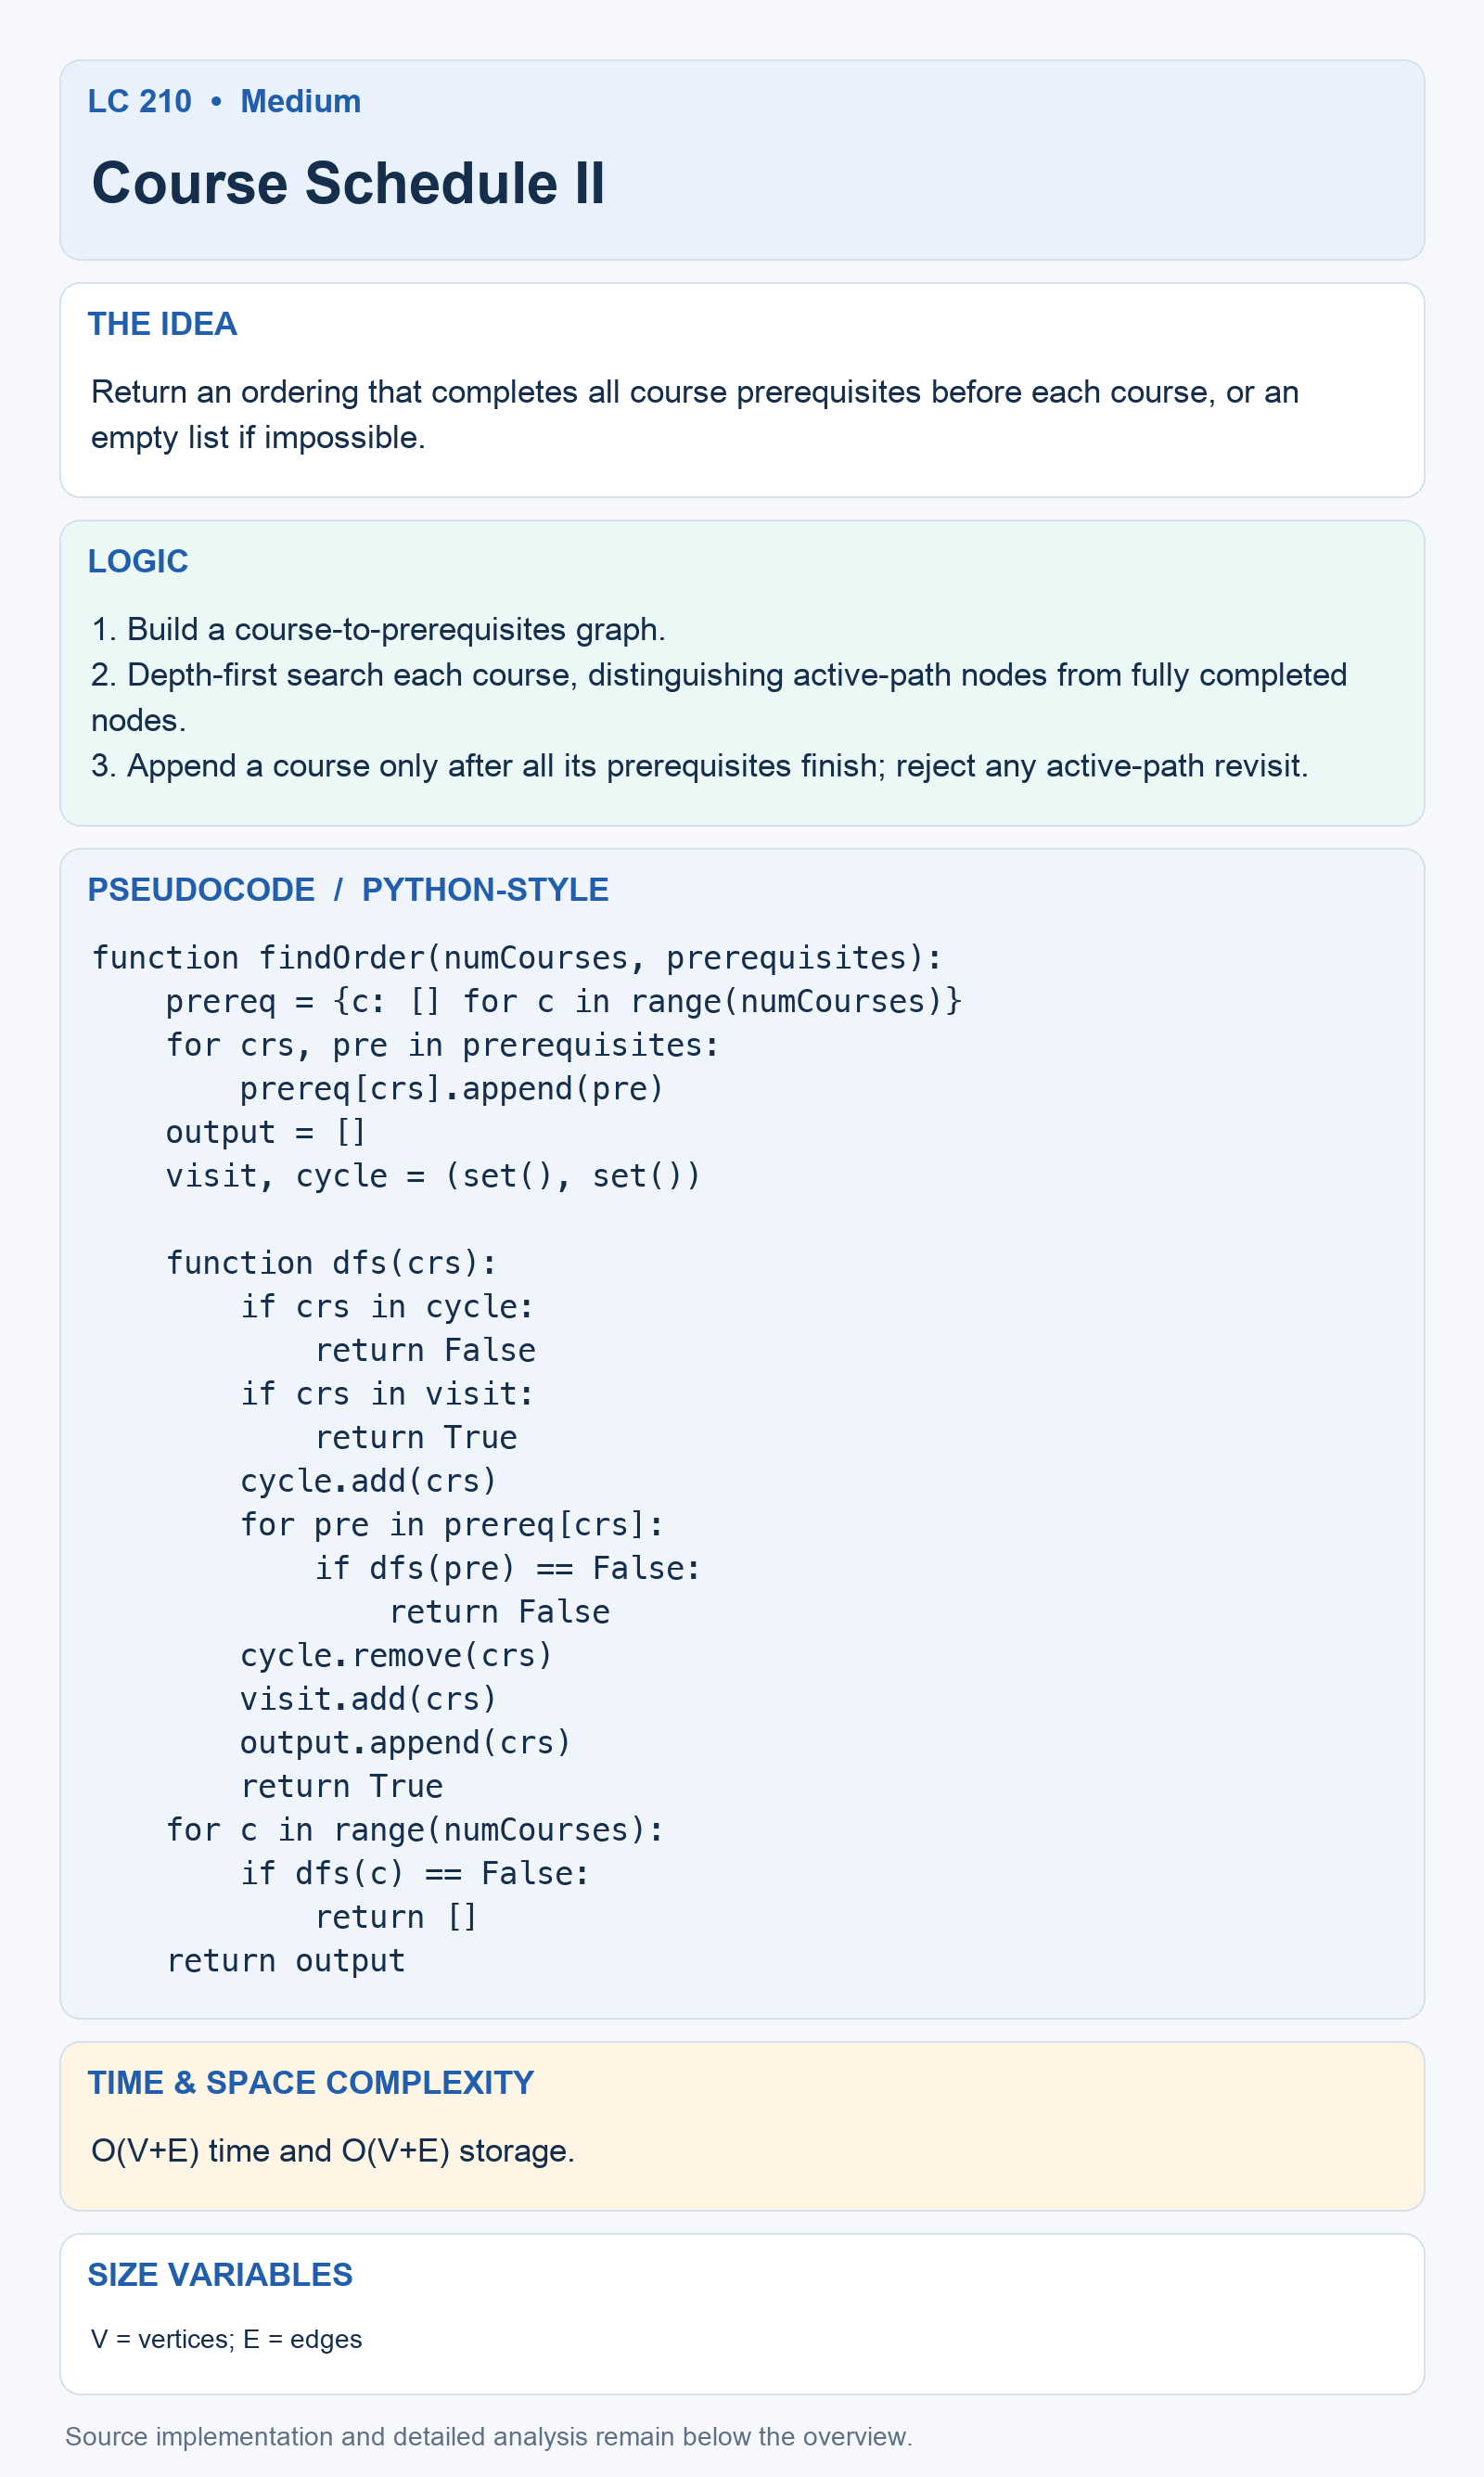 LC 210 • Medium
Course Schedule II
THE IDEA
Return an ordering that completes all course prerequisites before each course, or an
empty list if impossible.
LOGIC
1. Build a course-to-prerequisites graph.
2. Depth-first search each course, distinguishing active-path nodes from fully completed
nodes.
3. Append a course only after all its prerequisites finish; reject any active-path revisit.
PSEUDOCODE / PYTHON-STYLE
function findOrder(numCourses, prerequisites):
    prereq = {c: [] for c in range(numCourses)}
    for crs, pre in prerequisites:
        prereq[crs].append(pre)
    output = []
    visit, cycle = (set(), set())

    function dfs(crs):
        if crs in cycle:
            return False
        if crs in visit:
            return True
        cycle.add(crs)
        for pre in prereq[crs]:
            if dfs(pre) == False:
                return False
        cycle.remove(crs)
        visit.add(crs)
        output.append(crs)
        return True
    for c in range(numCourses):
        if dfs(c) == False:
            return []
    return output
TIME & SPACE COMPLEXITY
O(V+E) time and O(V+E) storage.
SIZE VARIABLES
V = vertices; E = edges
Source implementation and detailed analysis remain below the overview.